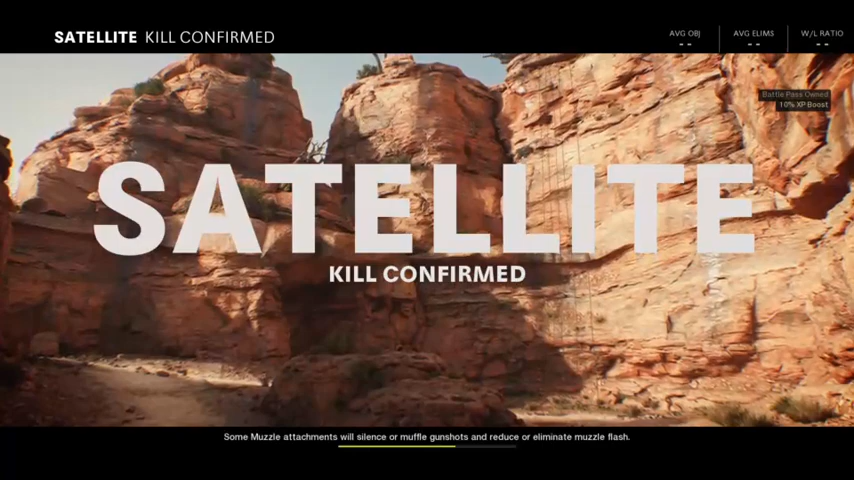 SATELLITE KILL CONFIRMED
AVG OBJ
--
AVG ELIMS
--
W/L RATIO
--
Battle Pass Owned
10% XP Boost
SATELLITE
KILL CONFIRMED
Some Muzzle attachments will silence or muffle gunshots and reduce or eliminate muzzle flash.